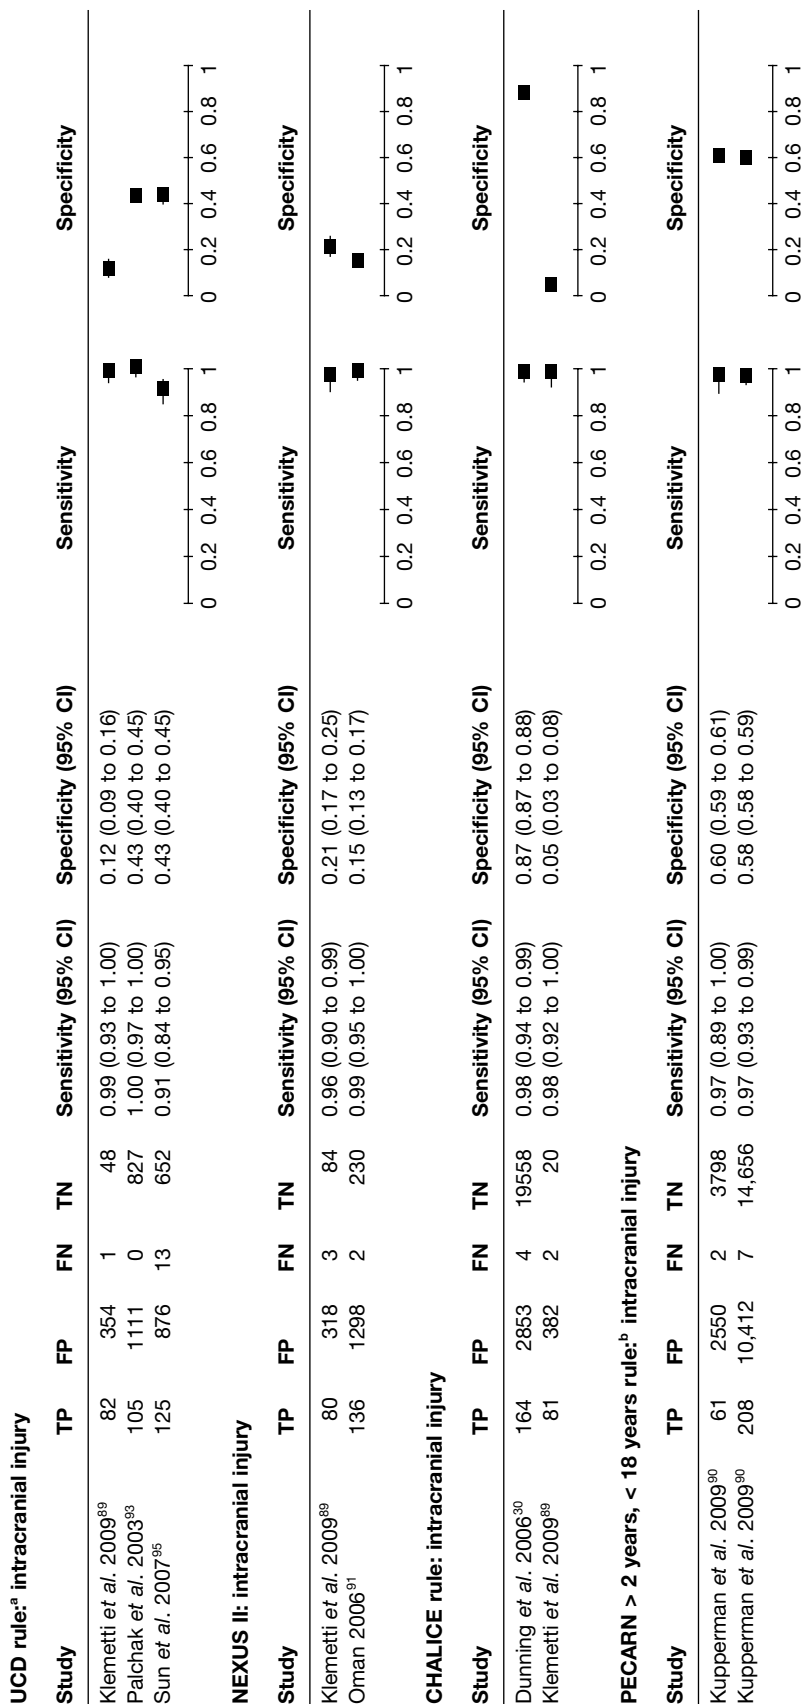 UCD rule:ᵃ intracranial injury
Study TP FP FN TN Sensitivity (95% CI) Specificity (95% CI) Sensitivity Specificity
Klemetti et al. 2009⁸⁹ 82 354 1 48 0.99 (0.93 to 1.00) 0.12 (0.09 to 0.16)
Palchak et al. 2003⁹³ 105 1111 0 827 1.00 (0.97 to 1.00) 0.43 (0.40 to 0.45)
Sun et al. 2007⁹⁵ 125 876 13 652 0.91 (0.84 to 0.95) 0.43 (0.40 to 0.45)
0 0.2 0.4 0.6 0.8 1 0 0.2 0.4 0.6 0.8 1
NEXUS II: intracranial injury
Study TP FP FN TN Sensitivity (95% CI) Specificity (95% CI) Sensitivity Specificity
Klemetti et al. 2009⁸⁹ 80 318 3 84 0.96 (0.90 to 0.99) 0.21 (0.17 to 0.25)
Oman 2006⁹¹ 136 1298 2 230 0.99 (0.95 to 1.00) 0.15 (0.13 to 0.17)
0 0.2 0.4 0.6 0.8 1 0 0.2 0.4 0.6 0.8 1
CHALICE rule: intracranial injury
Study TP FP FN TN Sensitivity (95% CI) Specificity (95% CI) Sensitivity Specificity
Dunning et al. 2006³⁰ 164 2853 4 19558 0.98 (0.94 to 0.99) 0.87 (0.87 to 0.88)
Klemetti et al. 2009⁸⁹ 81 382 2 20 0.98 (0.92 to 1.00) 0.05 (0.03 to 0.08)
0 0.2 0.4 0.6 0.8 1 0 0.2 0.4 0.6 0.8 1
PECARN > 2 years, < 18 years rule:ᵇ intracranial injury
Study TP FP FN TN Sensitivity (95% CI) Specificity (95% CI) Sensitivity Specificity
Kupperman et al. 2009⁹⁰ 61 2550 2 3798 0.97 (0.89 to 1.00) 0.60 (0.59 to 0.61)
Kupperman et al. 2009⁹⁰ 208 10,412 7 14,656 0.97 (0.93 to 0.99) 0.58 (0.58 to 0.59)
0 0.2 0.4 0.6 0.8 1 0 0.2 0.4 0.6 0.8 1